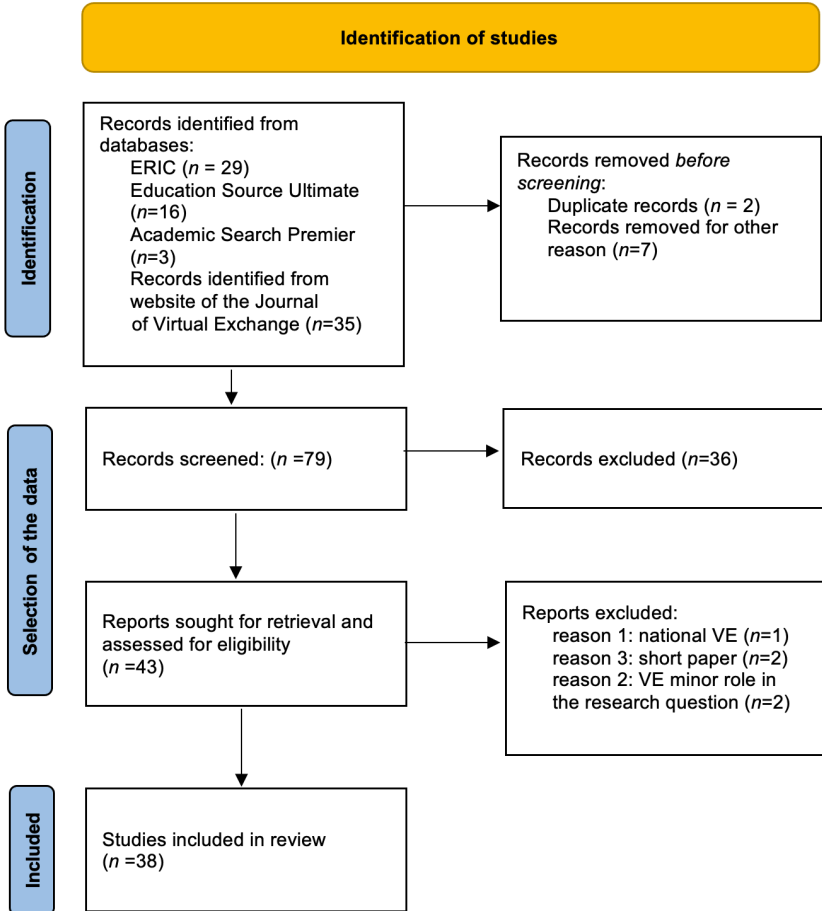 Identification of studies
Identification
Records identified from
databases:
ERIC (n = 29)
Education Source Ultimate
(n=16)
Academic Search Premier
(n=3)
Records identified from
website of the Journal
of Virtual Exchange (n=35)
Records removed before
screening:
Duplicate records (n = 2)
Records removed for other
reason (n=7)
Selection of the data
Records screened: (n =79)
Records excluded (n=36)
Reports sought for retrieval and
assessed for eligibility
(n =43)
Reports excluded:
reason 1: national VE (n=1)
reason 3: short paper (n=2)
reason 2: VE minor role in
the research question (n=2)
Included
Studies included in review
(n =38)